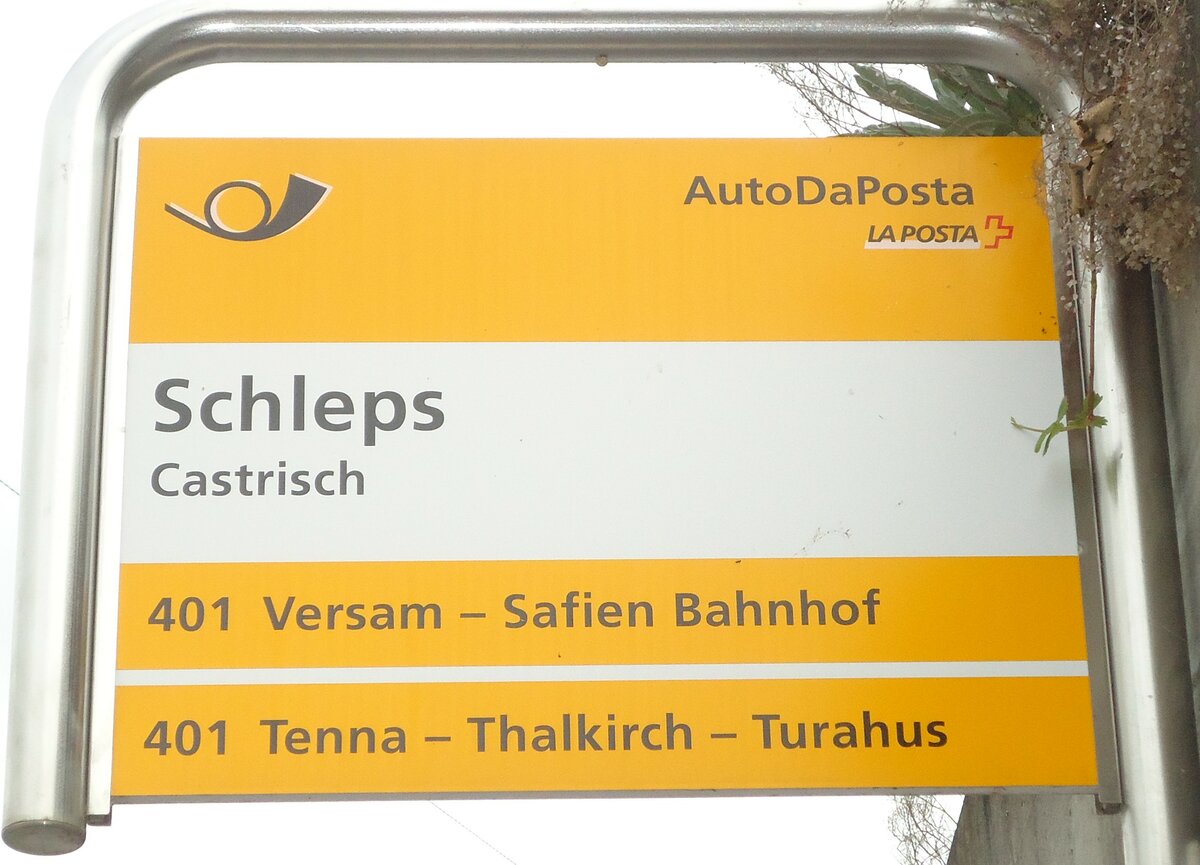 AutoDaPosta
LA POSTA
Schleps
Castrisch
401 Versam – Safien Bahnhof
401 Tenna – Thalkirch – Turahus